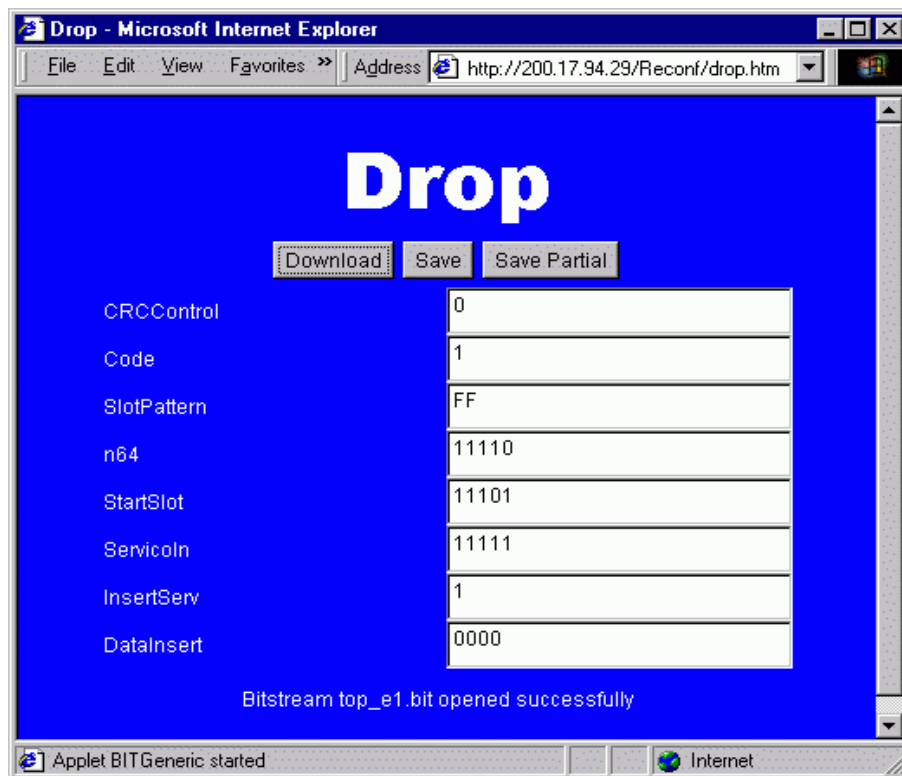 Drop - Microsoft Internet Explorer
File Edit View Favorites » Address http://200.17.94.29/Reconf/drop.htm
Drop
Download Save Save Partial
CRCControl 0
Code 1
SlotPattern FF
n64 11110
StartSlot 11101
ServicoIn 11111
InsertServ 1
DataInsert 0000
Bitstream top_e1.bit opened successfully
Applet BITGeneric started Internet